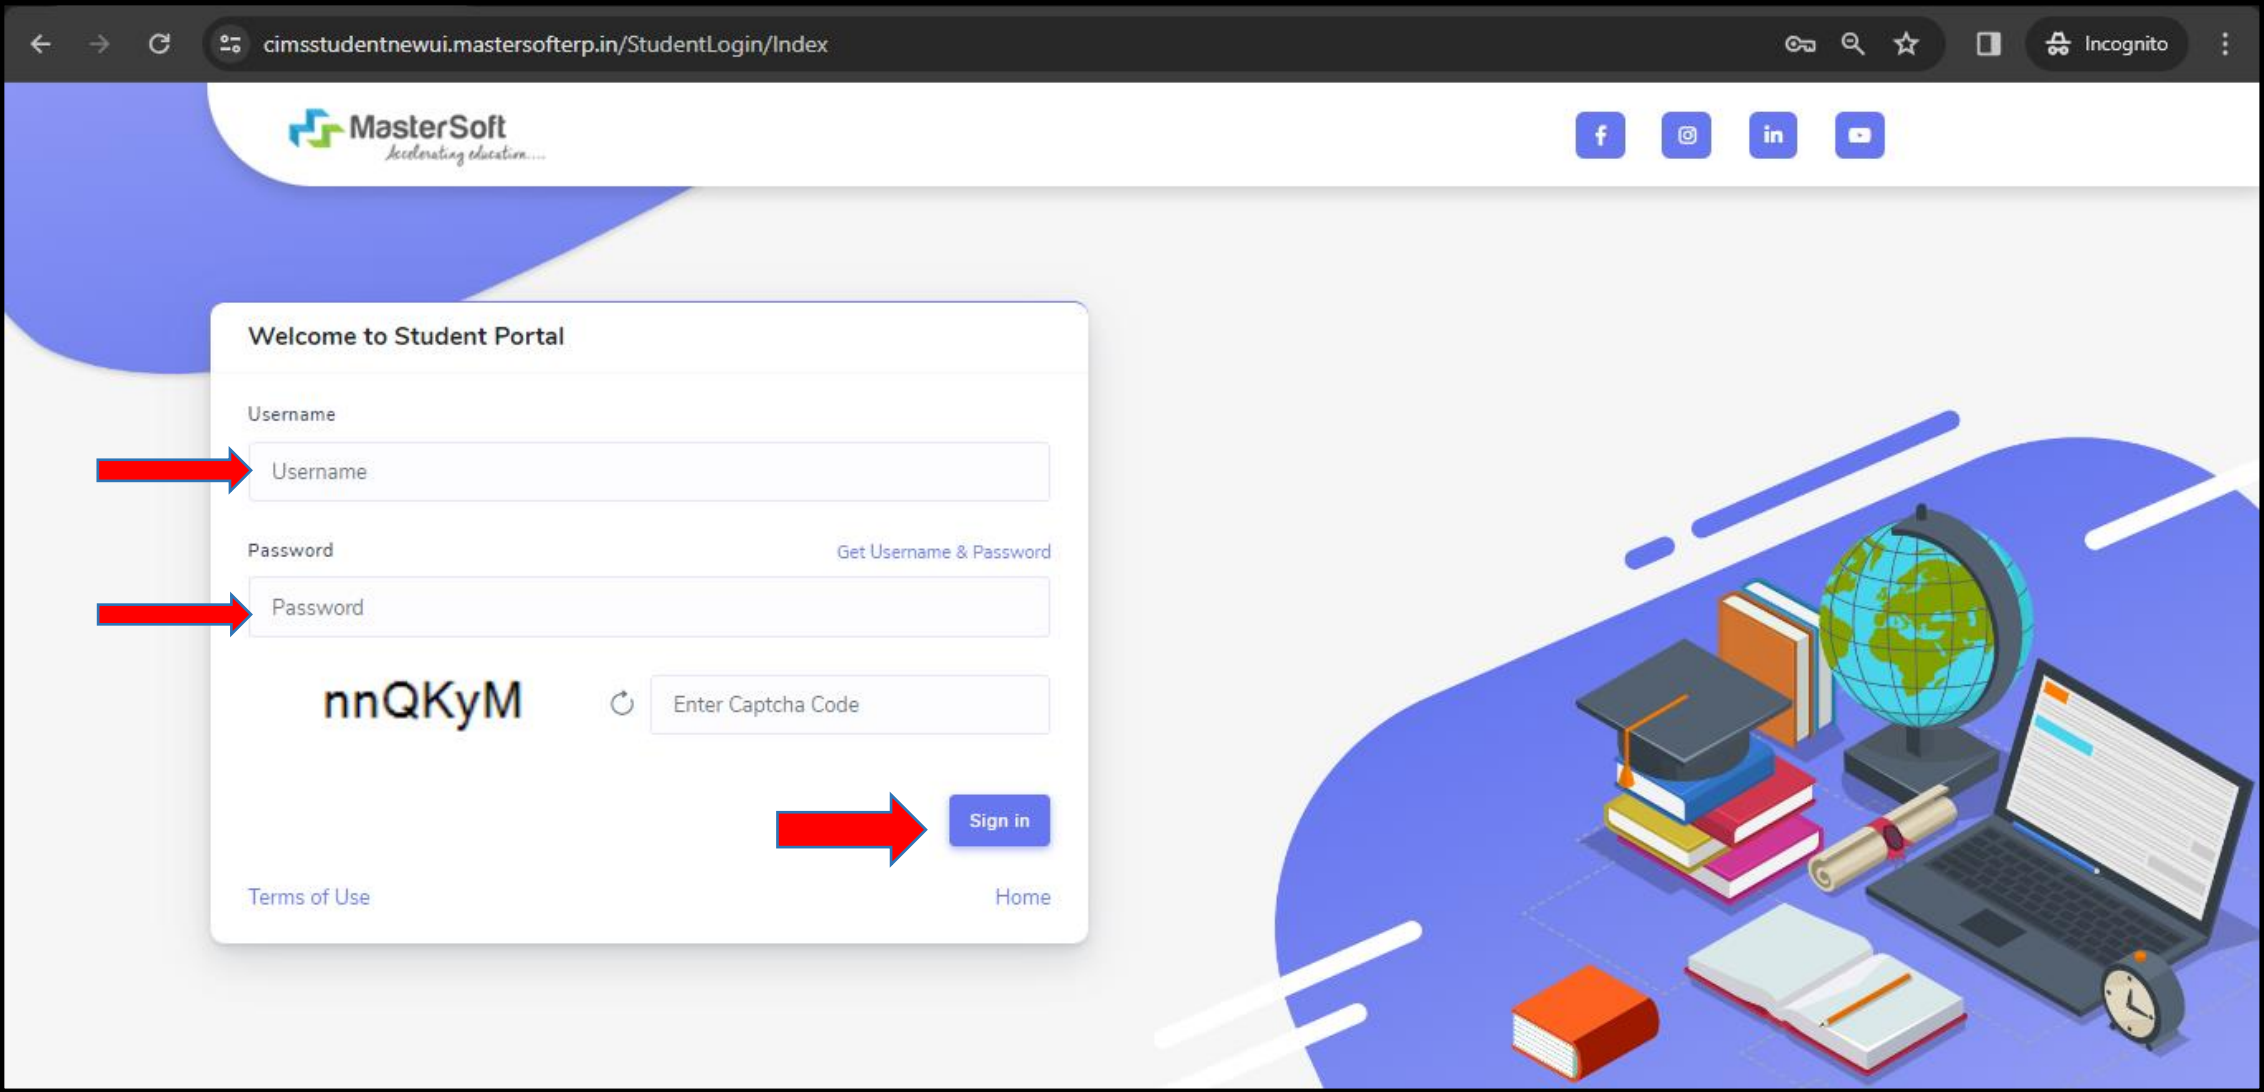 cimsstudentnewui.mastersofterp.in/StudentLogin/Index
Incognito
MasterSoft
Accelerating education....
Welcome to Student Portal
Username
Username
Password
Get Username & Password
Password
nnQKyM
Enter Captcha Code
Sign in
Terms of Use
Home